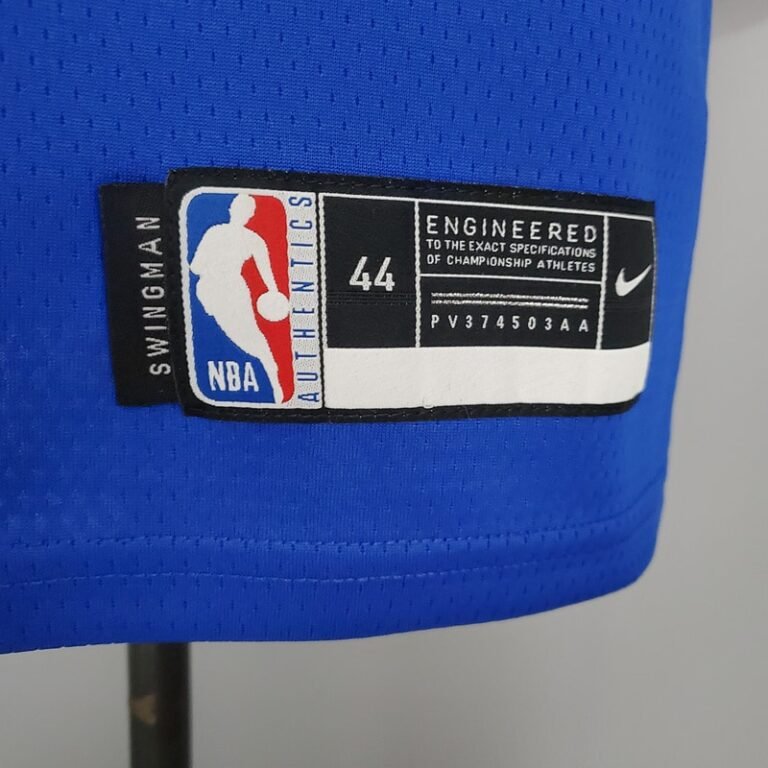 SWINGMAN
NBA
AUTHENTICS
44
ENGINEERED
TO THE EXACT SPECIFICATIONS
OF CHAMPIONSHIP ATHLETES
PV374503AA